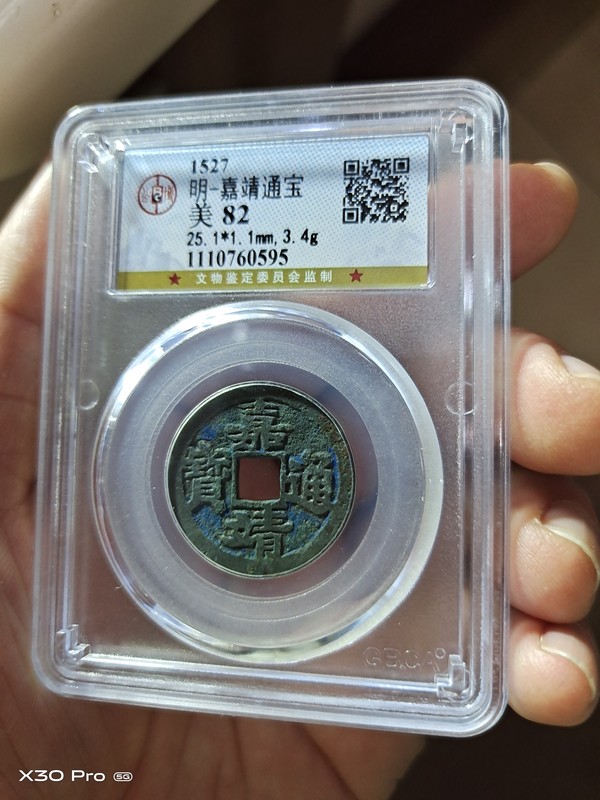 1527
明-嘉靖通宝
美 82
25.1*1.1mm, 3.4g
1110760595
★ 文物鉴定委员会监制 ★
嘉
寶 通
靖
GBCA
X30 Pro 5G